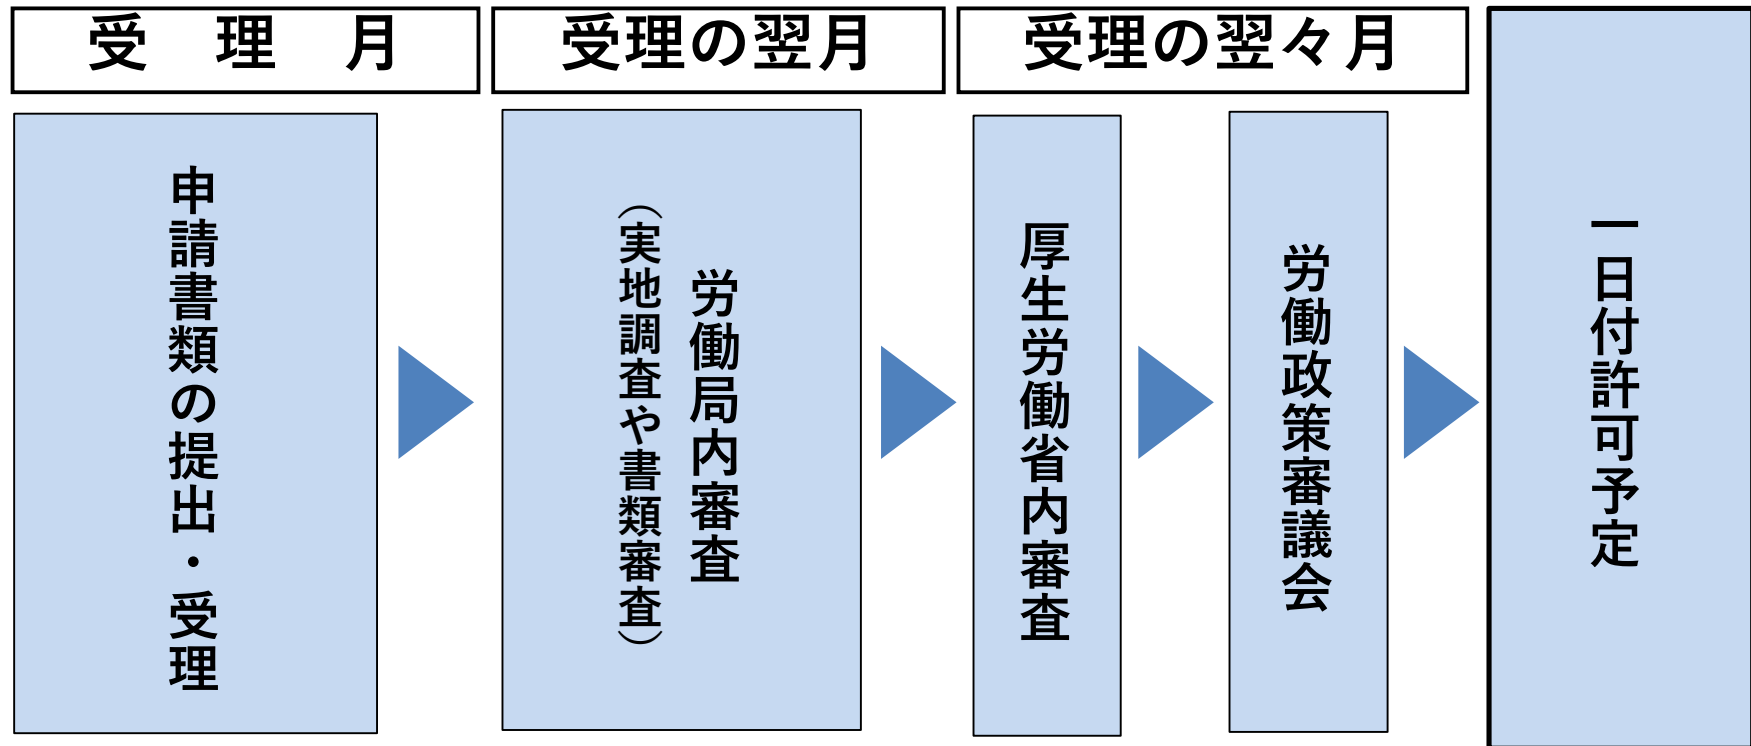 受理月
受理の翌月
受理の翌々月
申請書類の提出・受理
労働局内審査
（実地調査や書類審査）
厚生労働省内審査
労働政策審議会
一日付許可予定